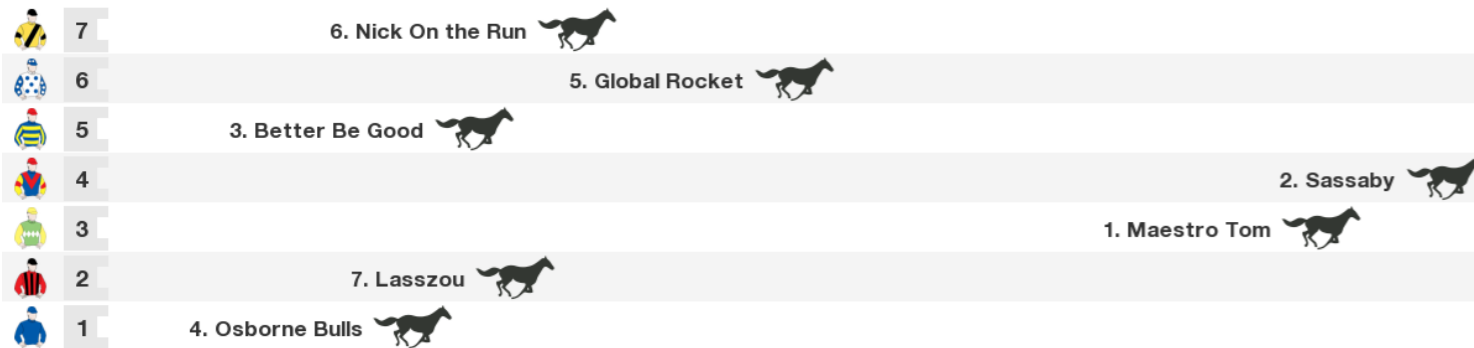 7 6. Nick On the Run
6 5. Global Rocket
5 3. Better Be Good
4 2. Sassaby
3 1. Maestro Tom
2 7. Lasszou
1 4. Osborne Bulls